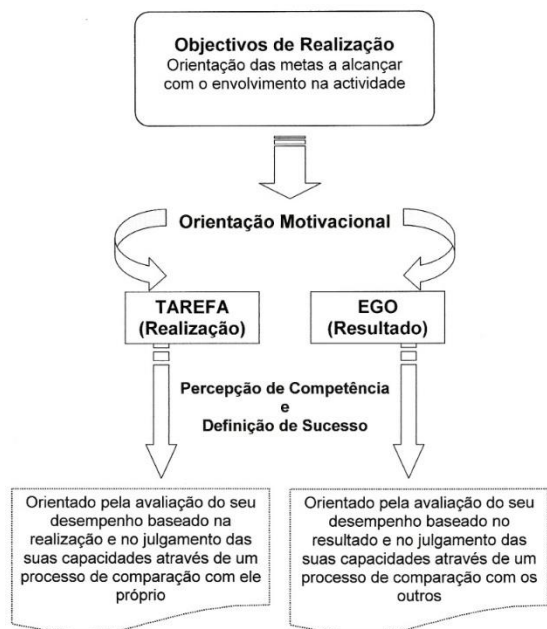 Objectivos de Realização
Orientação das metas a alcançar
com o envolvimento na actividade
Orientação Motivacional
TAREFA
(Realização)
EGO
(Resultado)
Percepção de Competência
e
Definição de Sucesso
Orientado pela avaliação do seu
desempenho baseado na
realização e no julgamento das
suas capacidades através de um
processo de comparação com ele
próprio
Orientado pela avaliação do seu
desempenho baseado no
resultado e no julgamento das
suas capacidades através de um
processo de comparação com os
outros